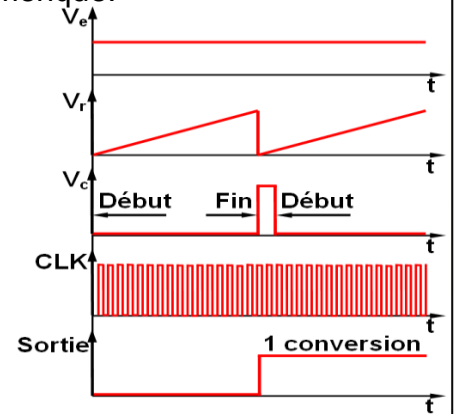 Ve
t
Vr
t
Vc
Début Fin Début
t
CLK
t
Sortie
1 conversion
t